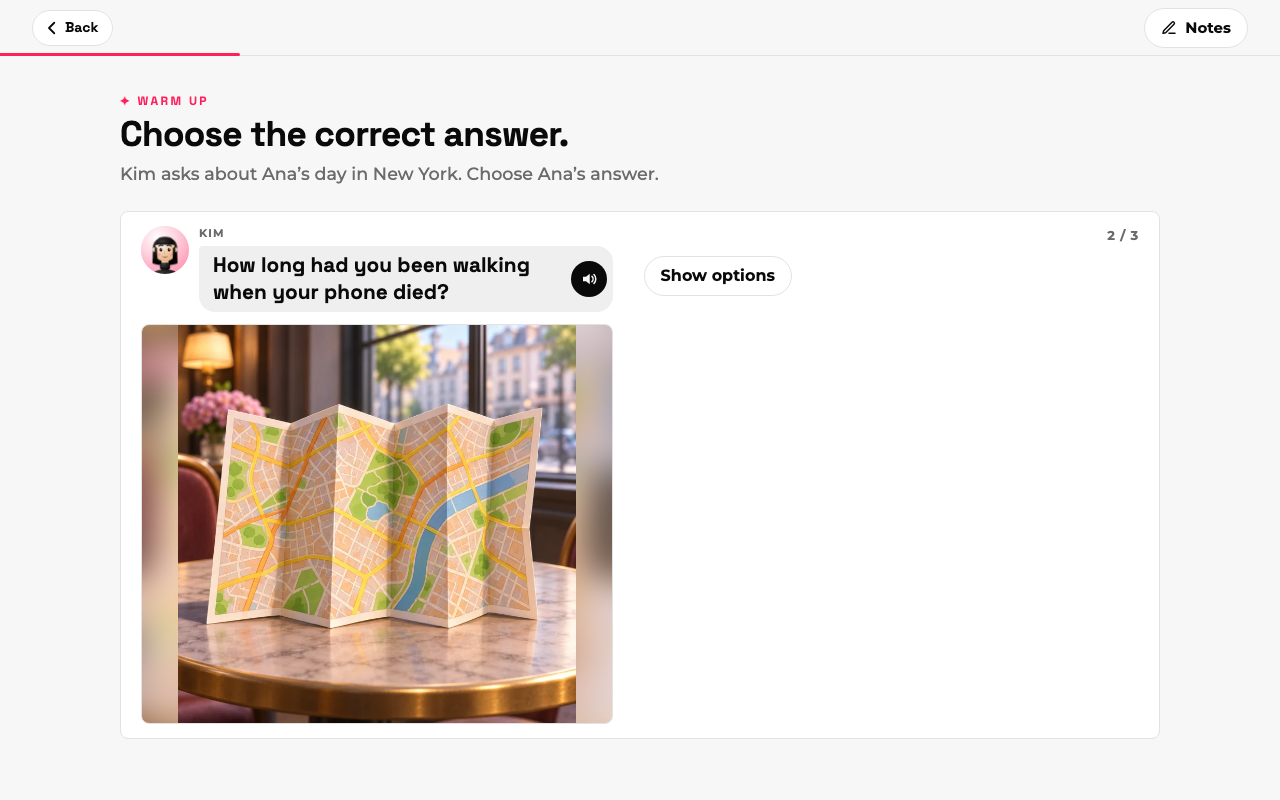 Back
Notes
WARM UP
Choose the correct answer.
Kim asks about Ana's day in New York. Choose Ana's answer.
KIM
2 / 3
How long had you been walking
when your phone died?
Show options